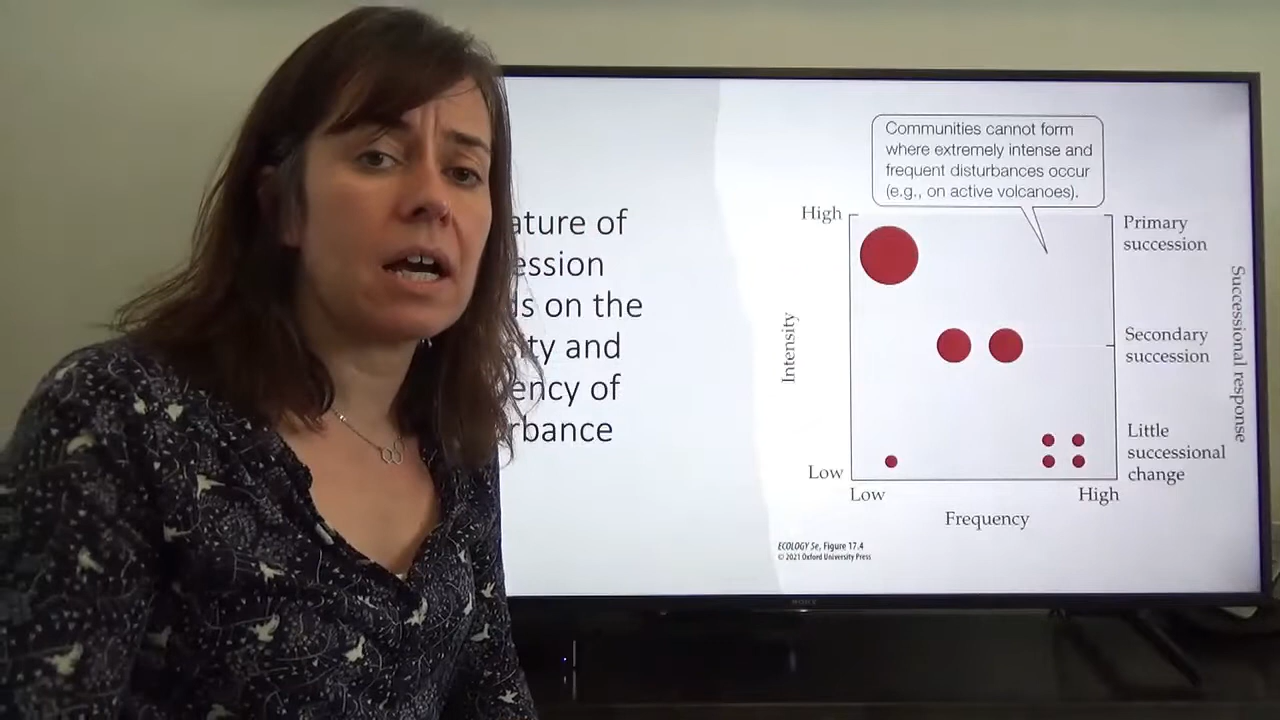 ature of
ession
ds on the
sity and
ency of
rbance
Communities cannot form
where extremely intense and
frequent disturbances occur
(e.g., on active volcanoes).
High
Intensity
Low
Low
High
Frequency
Primary
succession
Secondary
succession
Little
successional
change
Successional response
ECOLOGY 5e, Figure 17.4
© 2021 Oxford University Press
SONY